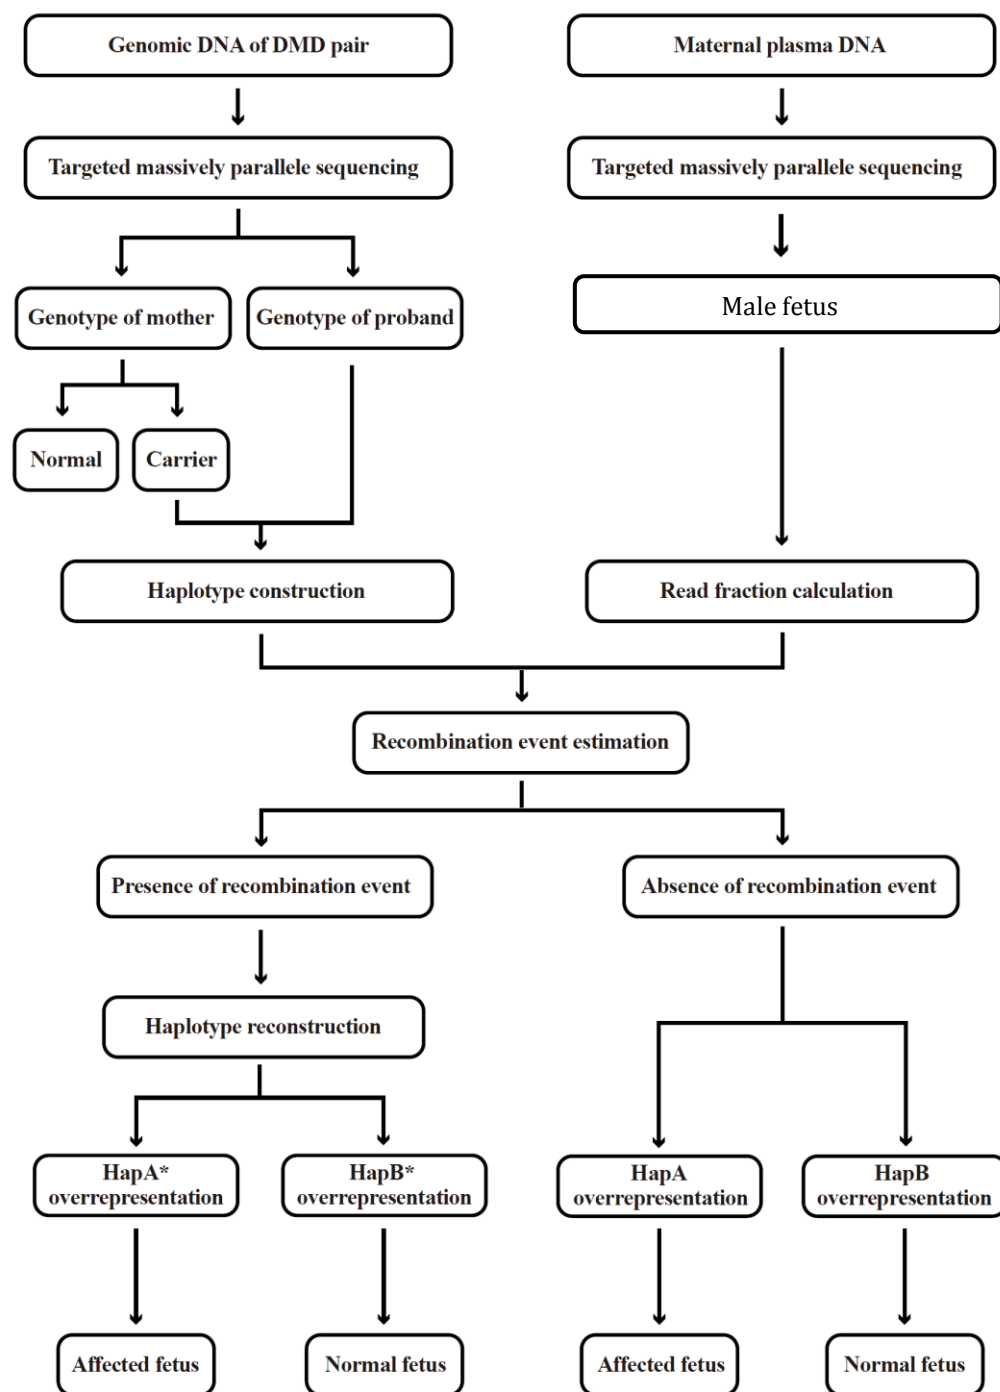 Genomic DNA of DMD pair
Maternal plasma DNA
Targeted massively parallele sequencing
Targeted massively parallele sequencing
Genotype of mother
Genotype of proband
Male fetus
Normal
Carrier
Haplotype construction
Read fraction calculation
Recombination event estimation
Presence of recombination event
Absence of recombination event
Haplotype reconstruction
HapA*
overrepresentation
HapB*
overrepresentation
HapA
overrepresentation
HapB
overrepresentation
Affected fetus
Normal fetus
Affected fetus
Normal fetus